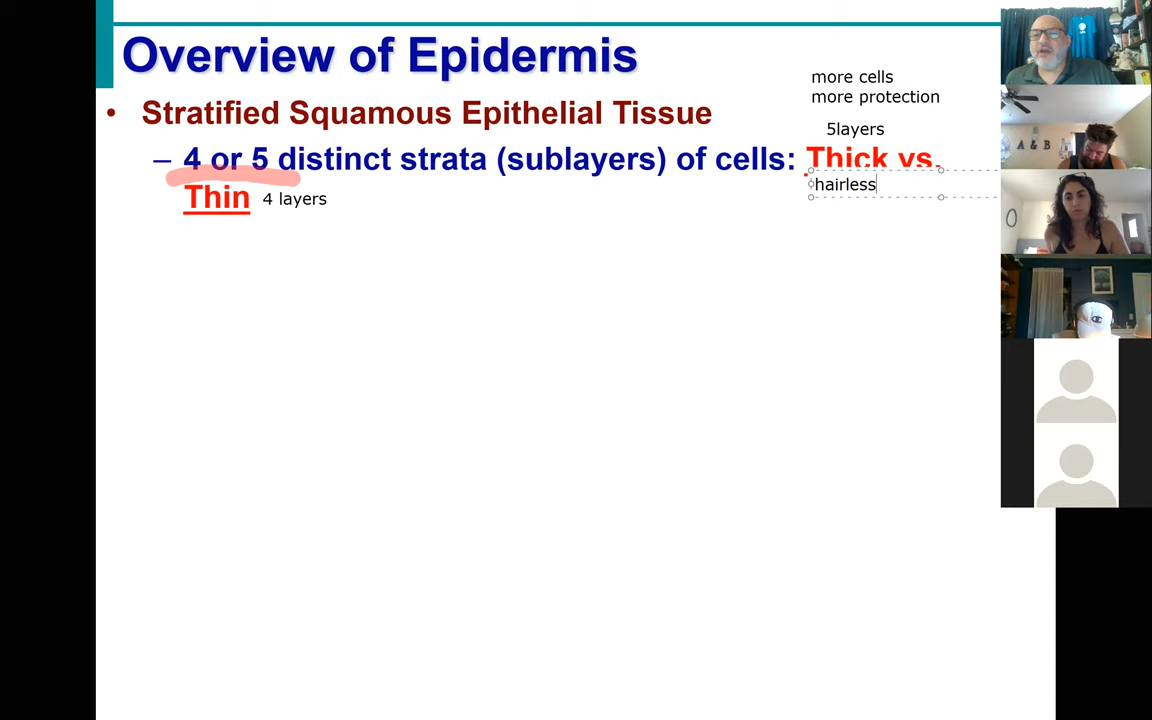 Overview of Epidermis
more cells
more protection
• Stratified Squamous Epithelial Tissue
5layers
– 4 or 5 distinct strata (sublayers) of cells: Thick vs.
hairless
Thin 4 layers
A & B